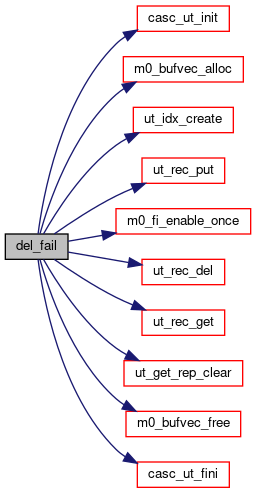 casc_ut_init
m0_bufvec_alloc
ut_idx_create
ut_rec_put
m0_fi_enable_once
del_fail
ut_rec_del
ut_rec_get
ut_get_rep_clear
m0_bufvec_free
casc_ut_fini